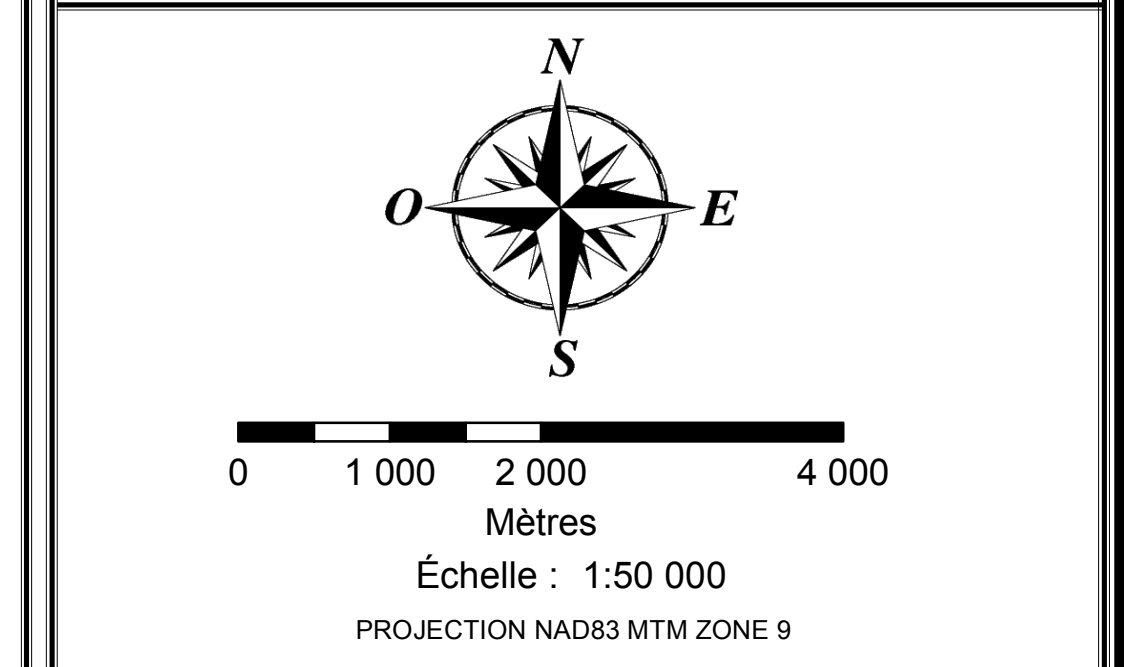 N
O E
S
0 1 000 2 000 4 000
Mètres
Échelle : 1:50 000
PROJECTION NAD83 MTM ZONE 9